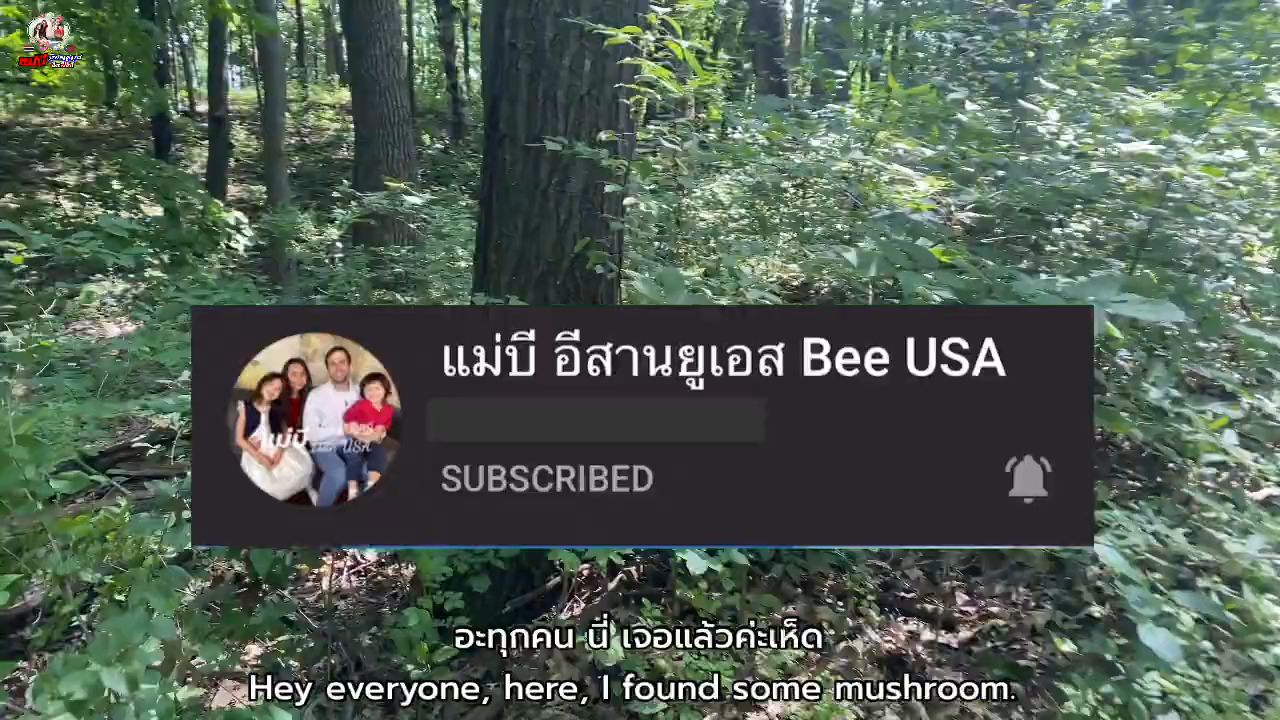 แม่บี อีสานยูเอส Bee USA
SUBSCRIBED
อะทุกคน นี่ เจอแล้วค่ะเห็ด
Hey everyone, here, I found some mushroom.